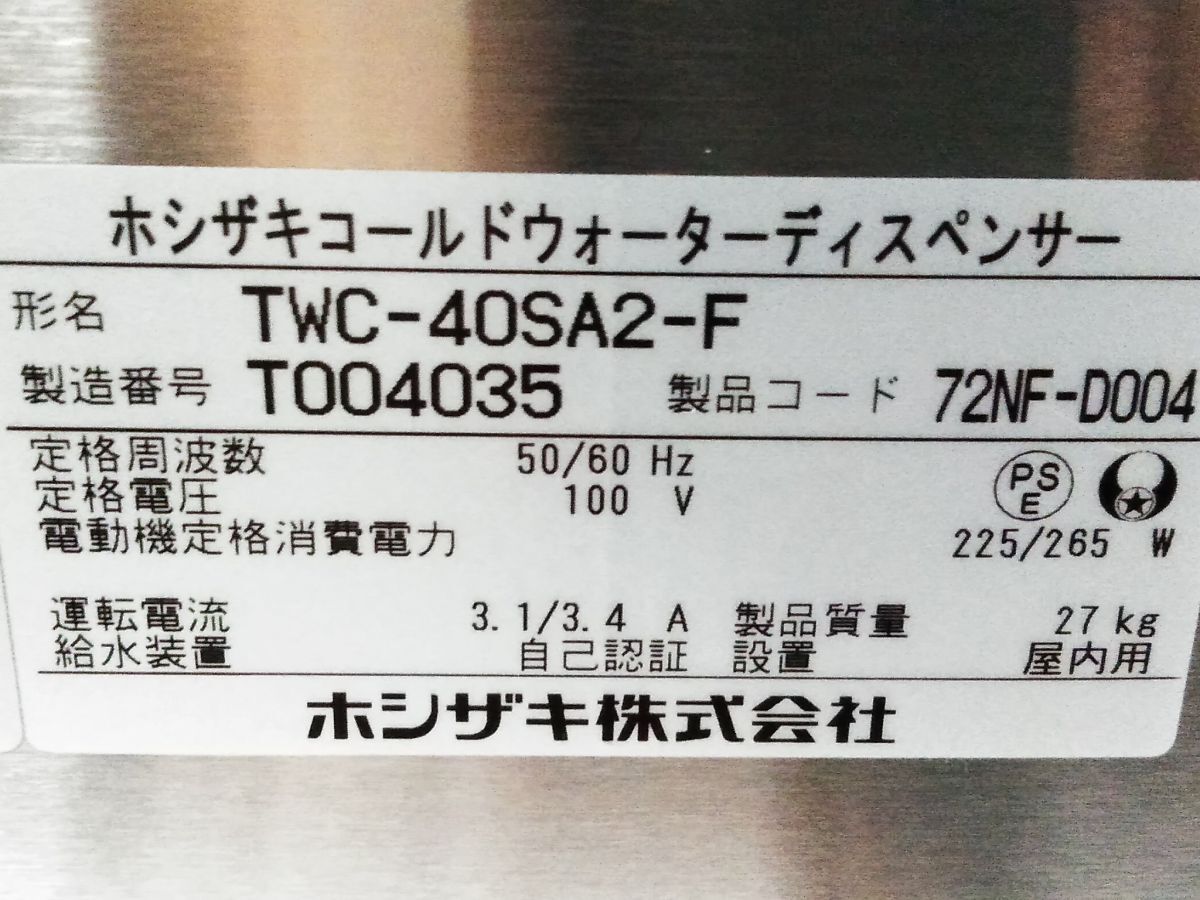 ホシザキコールドウォーターディスペンサー
形名 TWC-40SA2-F
製造番号 T004035 製品コード 72NF-D004
定格周波数 50/60 Hz
PS
E
定格電圧 100 V
電動機定格消費電力 225/265 W
運転電流 3.1/3.4 A 製品質量 27 kg
給水装置 自己認証 設置 屋内用
ホシザキ株式会社